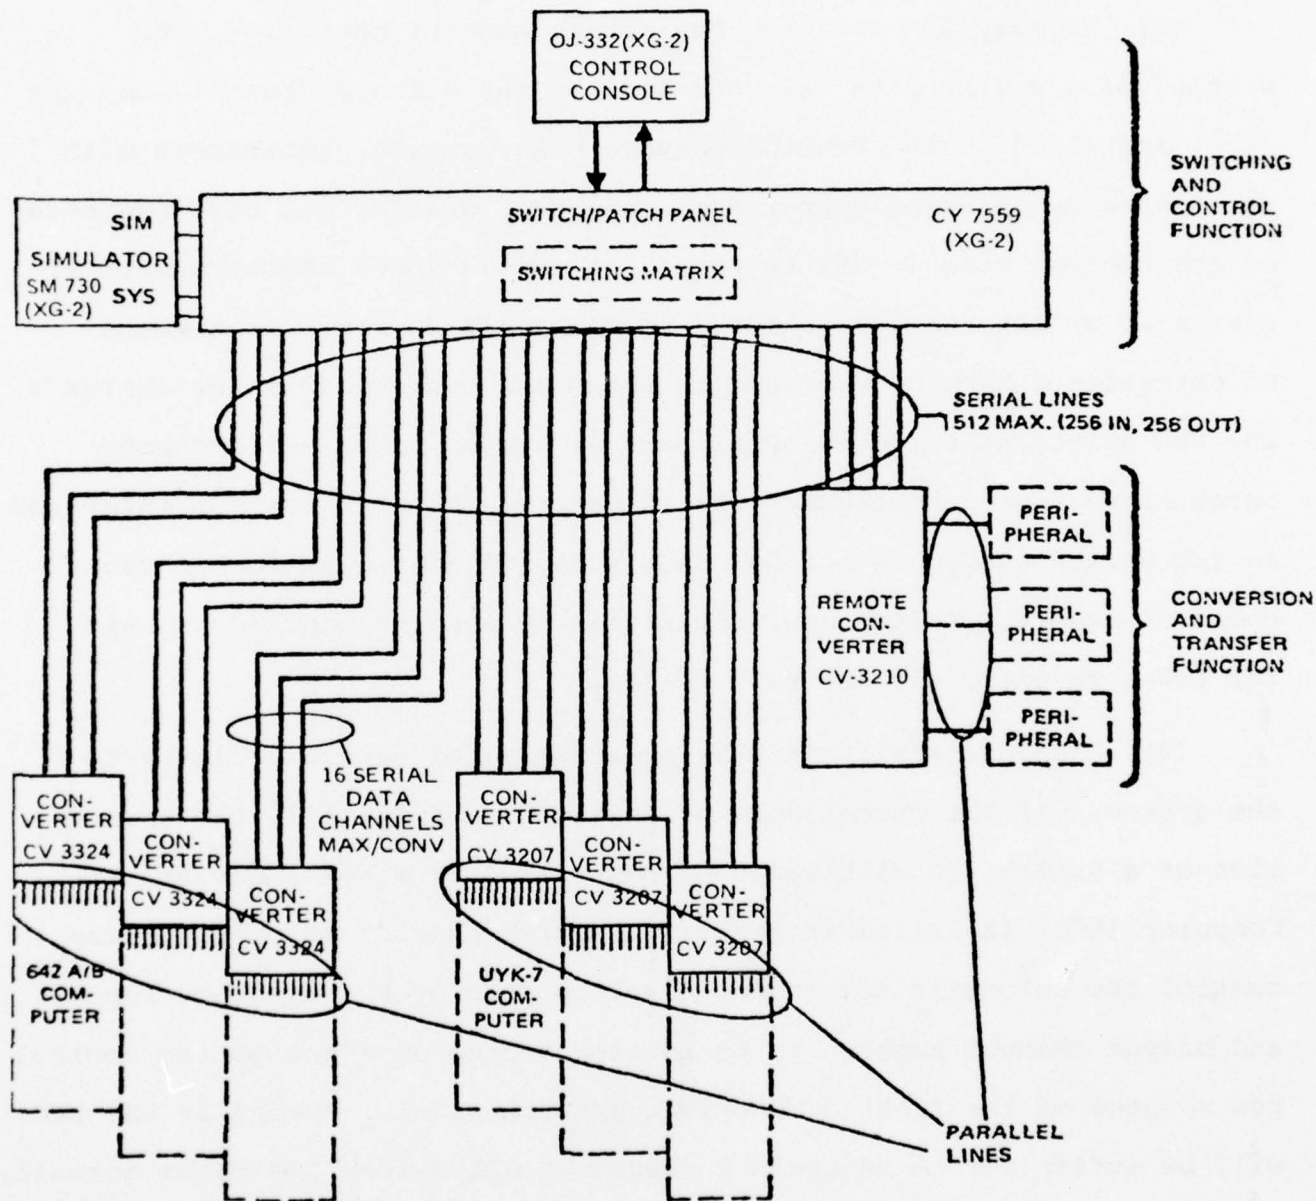 OJ-332(XG-2)
CONTROL
CONSOLE
SWITCHING
AND
CONTROL
FUNCTION
SIM
SIMULATOR
SM 730
(XG-2)
SYS
SWITCH/PATCH PANEL
SWITCHING MATRIX
CY 7559
(XG-2)
SERIAL LINES
512 MAX. (256 IN, 256 OUT)
PERI-
PHERAL
PERI-
PHERAL
PERI-
PHERAL
REMOTE
CON-
VERTER
CV-3210
CONVERSION
AND
TRANSFER
FUNCTION
16 SERIAL
DATA
CHANNELS
MAX/CONV
CON-
VERTER
CV 3324
CON-
VERTER
CV 3324
CON-
VERTER
CV 3324
CON-
VERTER
CV 3207
CON-
VERTER
CV 3207
CON-
VERTER
CV 3207
642 A/B
COM-
PUTER
UYK-7
COM-
PUTER
PARALLEL
LINES